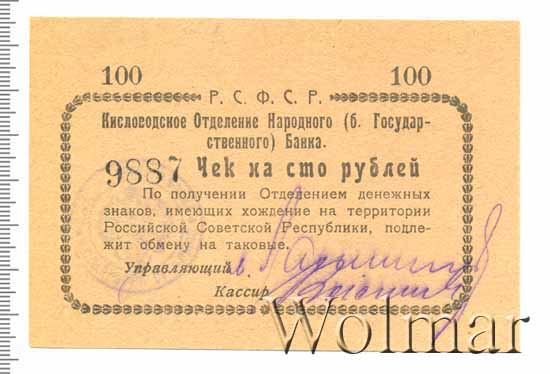 100 100
Р. С. Ф. С. Р.
Кисловодское Отделение Народного (б. Государ-
ственного) Банка.
9887 Чек на сто рублей
По получении Отделением денежных
знаков, имеющих хождение на территории
Российской Советской Республики, подле-
жит обмену на таковые.
Управляющий
Кассир
Wolmar